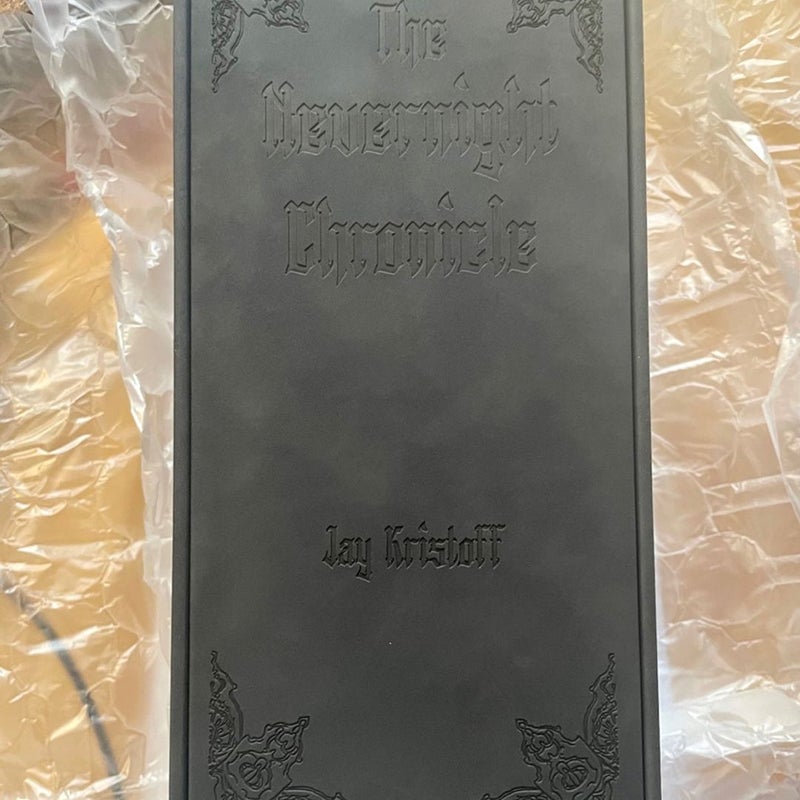 The
Nevernight
Chronicle
Jay Kristoff